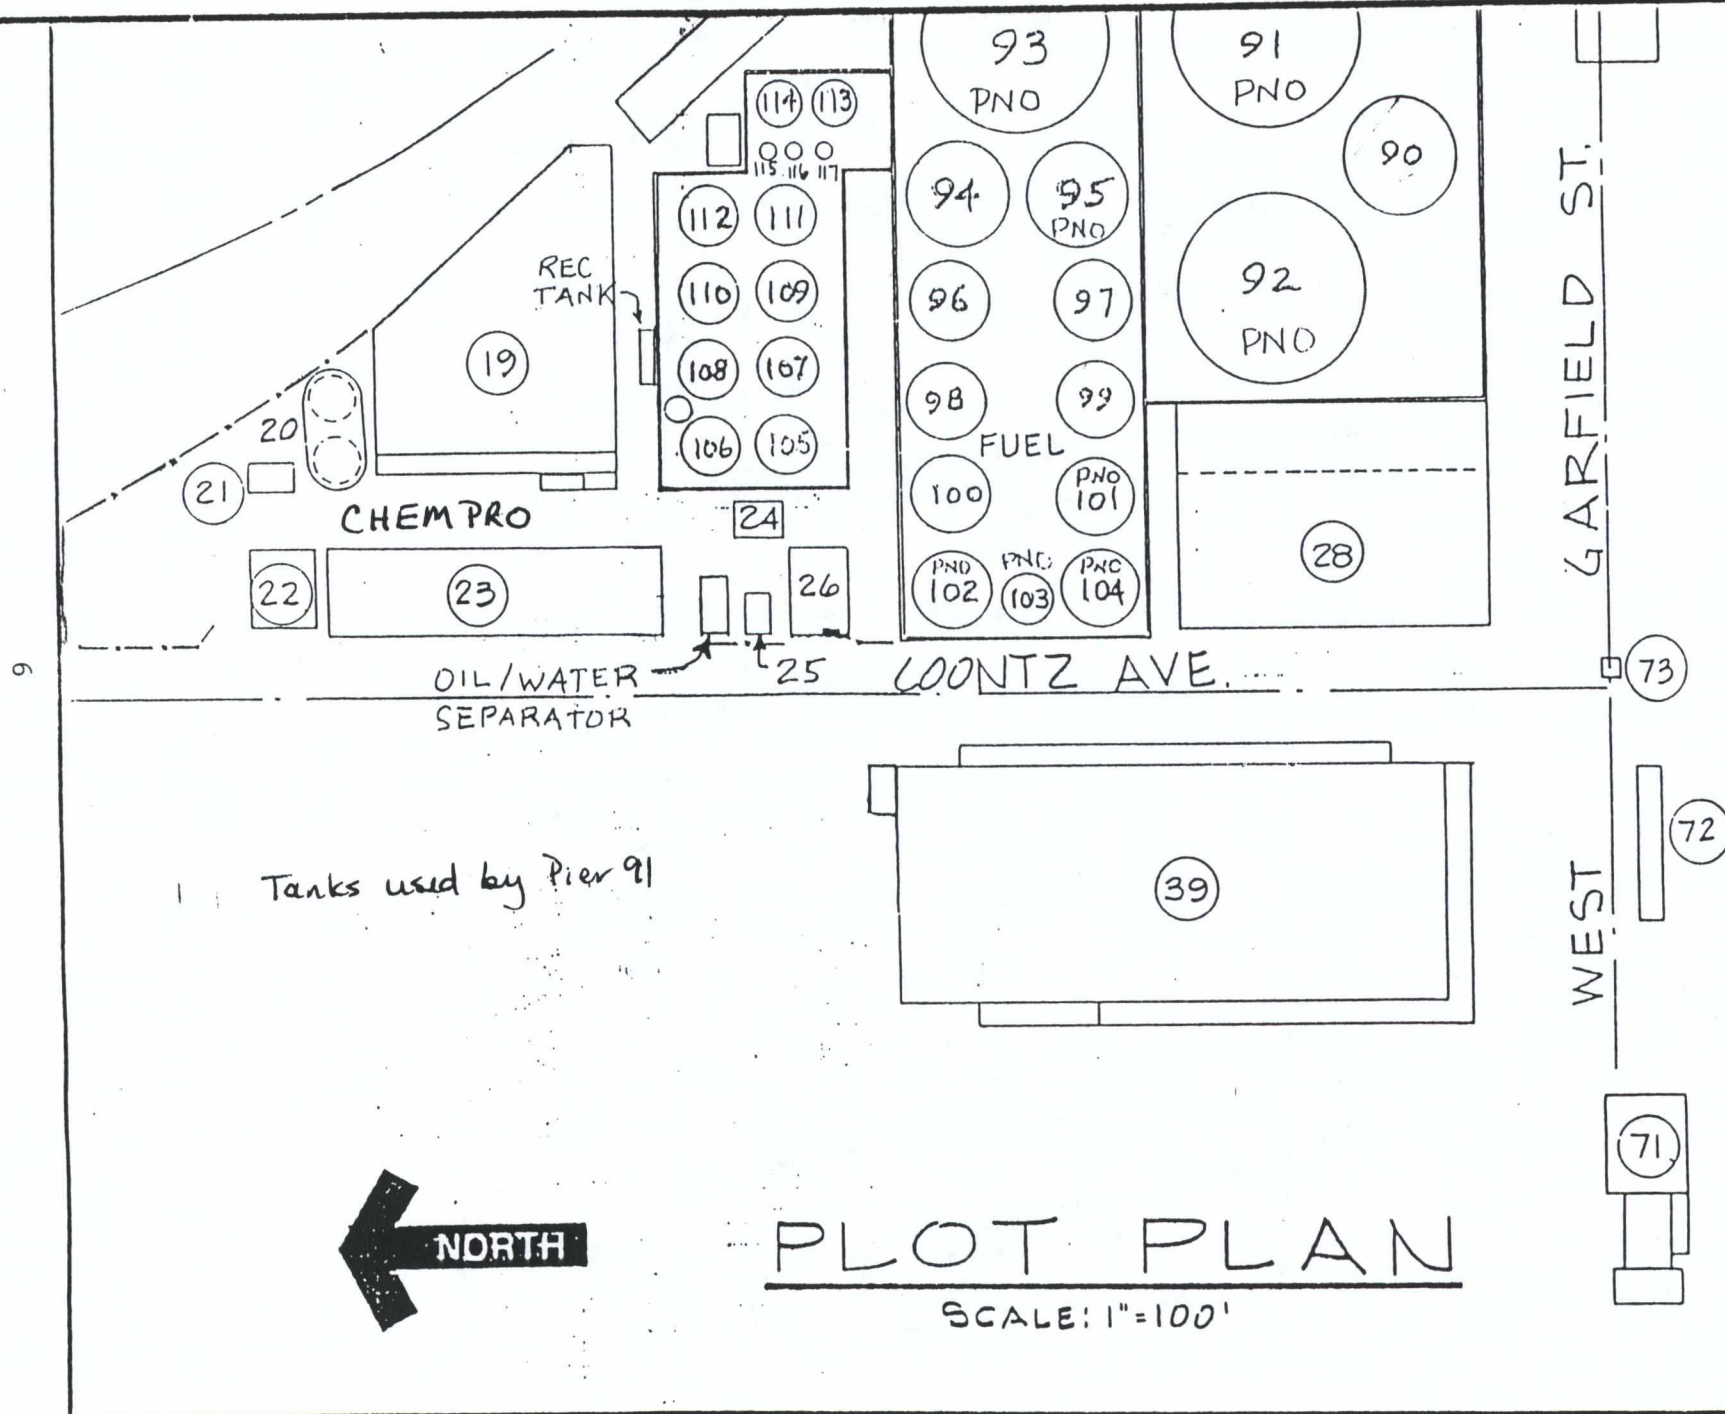 93
PNO
91
PNO
114
113
90
115
116
117
94
95
PNO
112
111
REC
TANK
110
109
96
97
92
PNO
19
108
107
98
99
20
106
105
FUEL
21
100
PNO
101
CHEMPRO
24
28
22
23
26
PNO
102
PNO
103
PNO
104
GARFIELD ST.
OIL/WATER
SEPARATOR
25
COONTZ AVE.
73
6
72
Tanks used by Pier 91
39
WEST
71
NORTH
PLOT PLAN
SCALE: 1"=100'